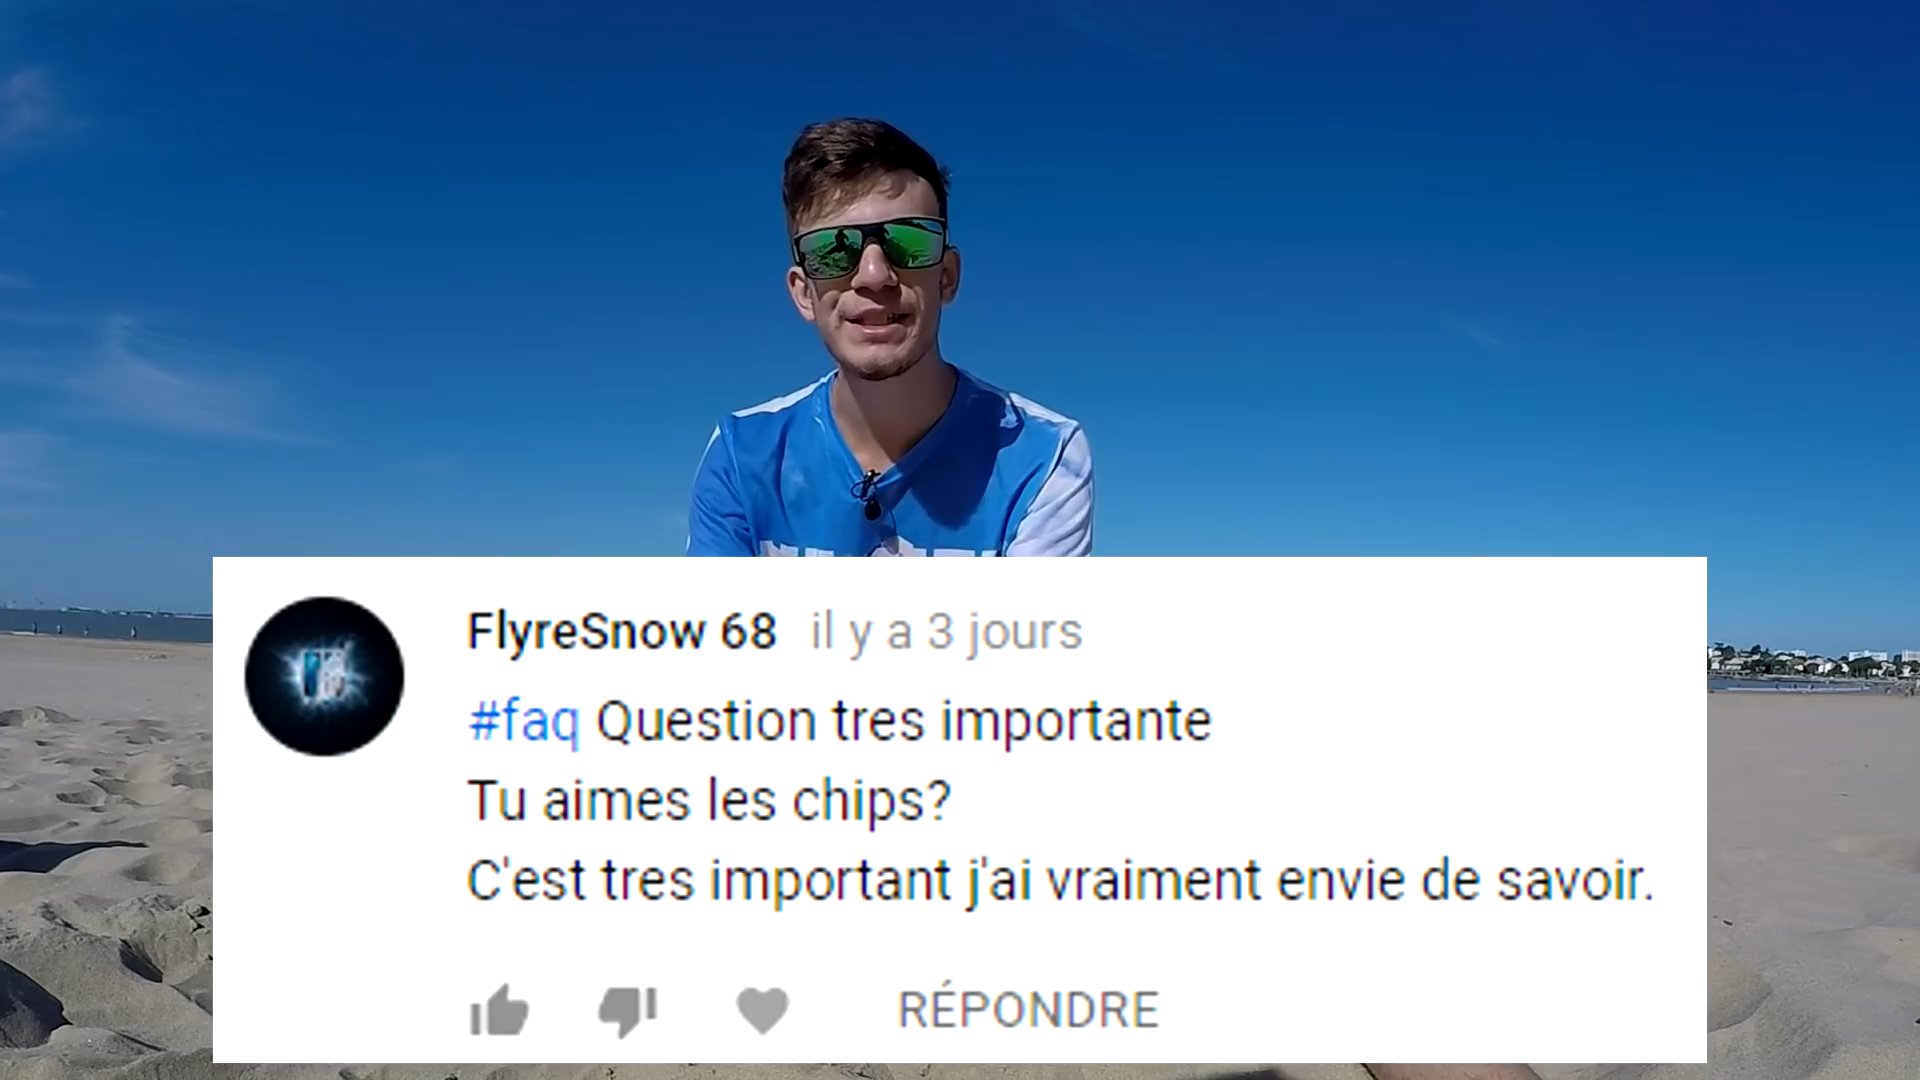 FlyreSnow 68 il y a 3 jours
#faq Question tres importante
Tu aimes les chips?
C'est tres important j'ai vraiment envie de savoir.
RÉPONDRE